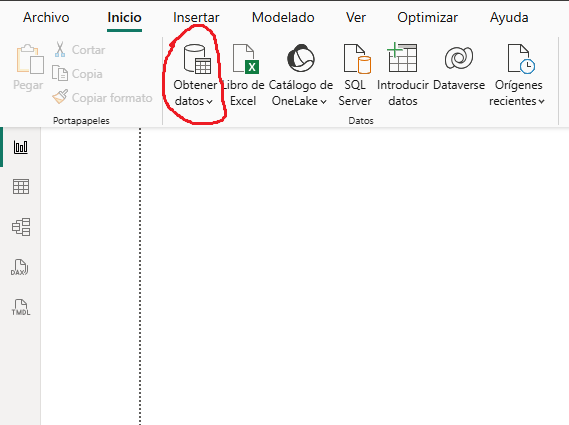 Archivo Inicio Insertar Modelado Ver Optimizar Ayuda
Pegar
Cortar
Copia
Copiar formato
Portapapeles
Obtener
datos
Libro de
Excel
Catálogo de
OneLake
SQL
Server
Introducir
datos
Dataverse
Orígenes
recientes
Datos
DAX
TMDL